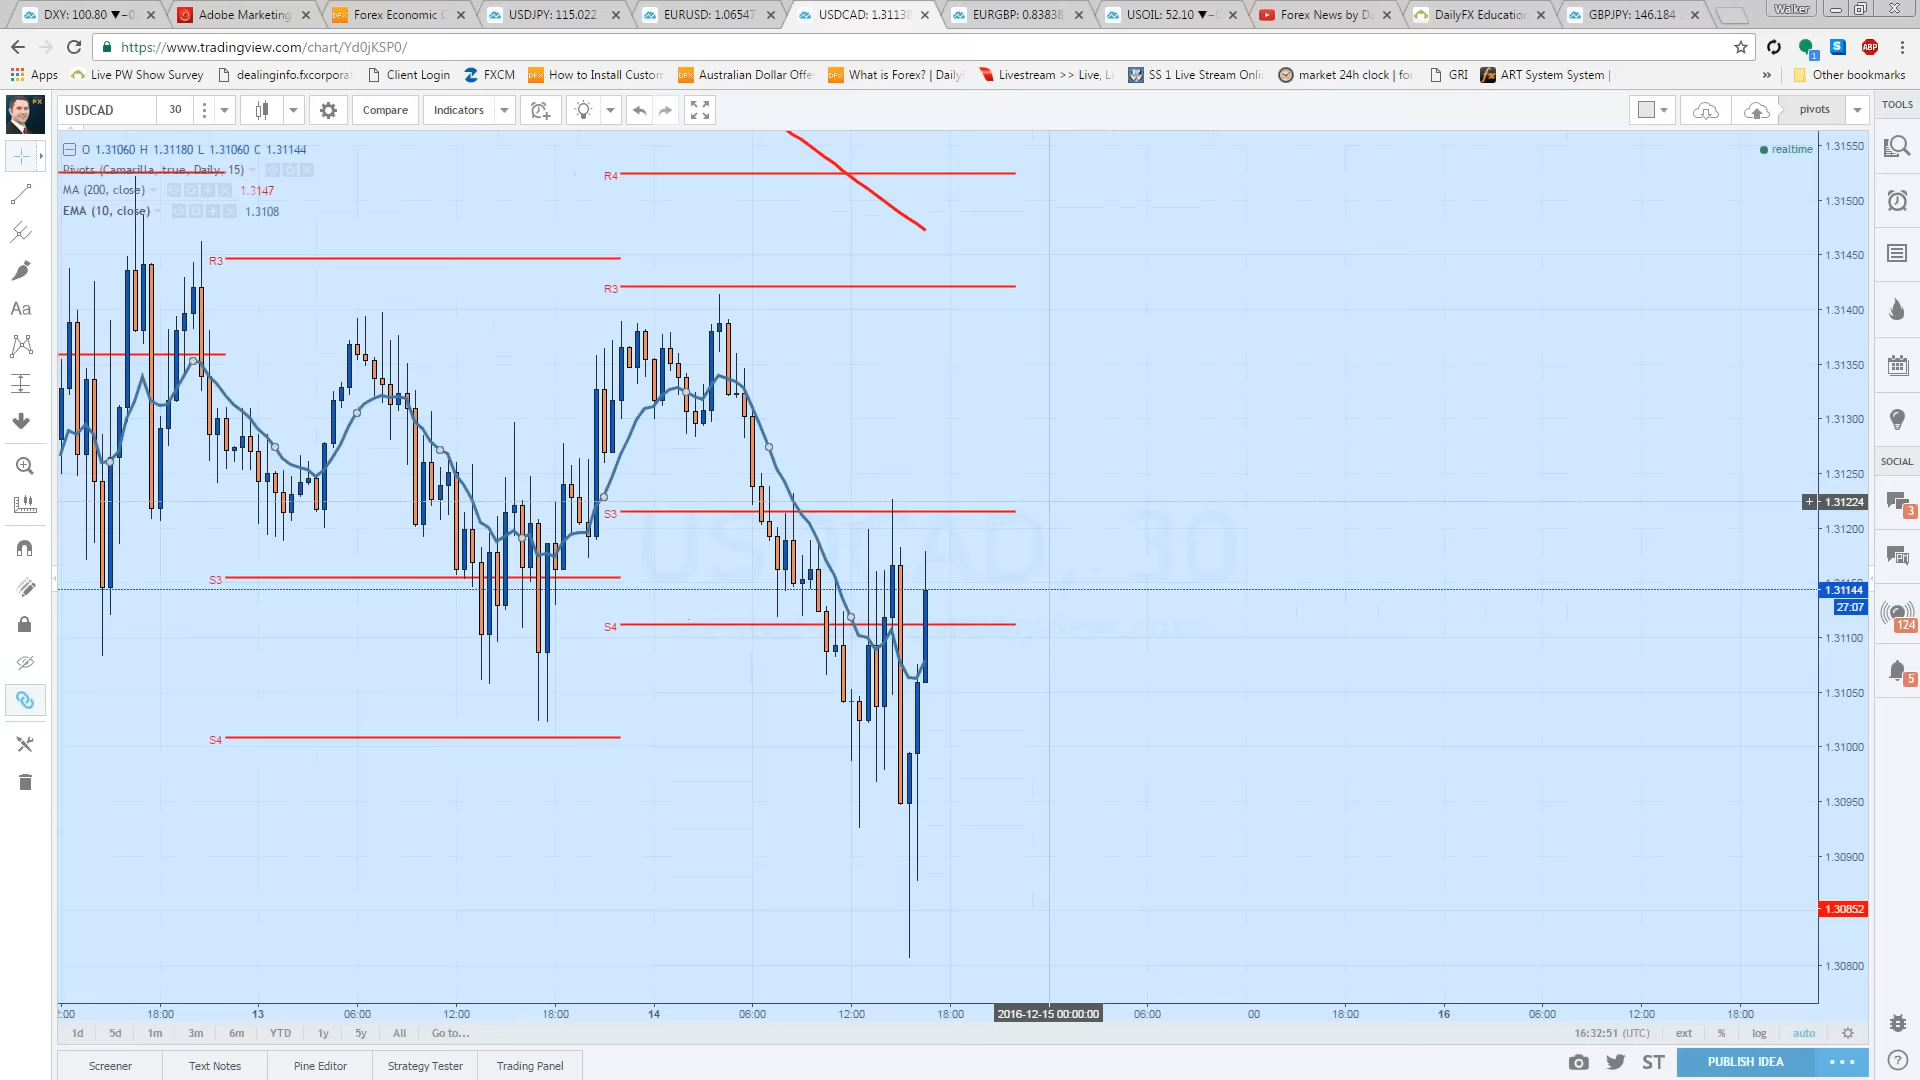 DXY: 100.80 ▼−0
Adobe Marketing
Forex Economic C
USDJPY: 115.022
EURUSD: 1.06547
USDCAD: 1.31138
EURGBP: 0.83838
USOIL: 52.10 ▼−
Forex News by D
DailyFX Educatio
GBPJPY: 146.184
Walker
https://www.tradingview.com/chart/Yd0jKSP0/
ABP
1
Apps
Live PW Show Survey
dealinginfo.fxcorpora
Client Login
FXCM
How to Install Custom
Australian Dollar Offe
What is Forex? | Daily
Livestream >> Live, L
SS 1 Live Stream Onli
market 24h clock | fo
GRI
ART System System |
»
Other bookmarks
USDCAD
30
Compare
Indicators
pivots
TOOLS
O 1.31060 H 1.31180 L 1.31060 C 1.31144
Pivots (Camarilla, true, Daily, 15)
MA (200, close)
1.3147
EMA (10, close)
1.3108
realtime
R4
R3
R3
S3
S3
S4
S4
USDCAD, 30
1.31550
1.31500
1.31450
1.31400
1.31350
1.31300
1.31250
1.31224
1.31200
1.31144
27:07
1.31100
1.31050
1.31000
1.30950
1.30900
1.30852
1.30800
SOCIAL
3
124
5
Aa
18:00
13
06:00
12:00
18:00
14
06:00
12:00
18:00
2016-12-15 00:00:00
06:00
00
18:00
16
06:00
12:00
18:00
1d
5d
1m
3m
6m
YTD
1y
5y
All
Go to...
16:32:51 (UTC)
ext
%
log
auto
Screener
Text Notes
Pine Editor
Strategy Tester
Trading Panel
ST
PUBLISH IDEA